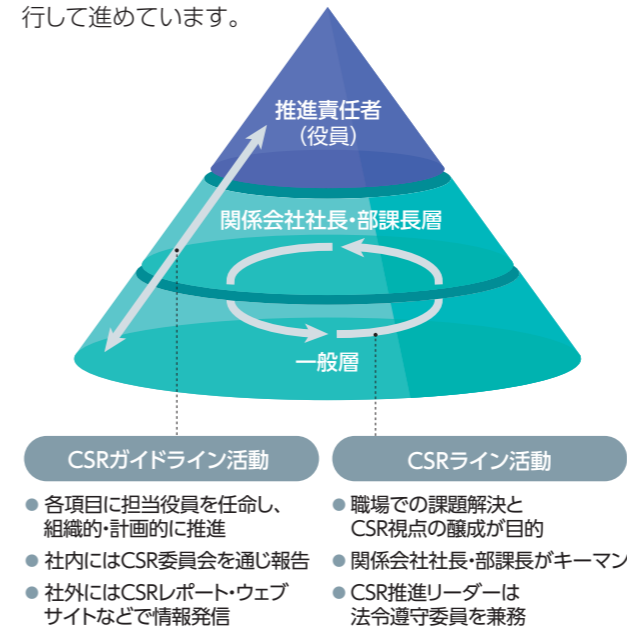 行して進めています。
推進責任者
（役員）
関係会社社長・部課長層
一般層
CSRガイドライン活動
● 各項目に担当役員を任命し、
組織的・計画的に推進
● 社内にはCSR委員会を通じ報告
● 社外にはCSRレポート・ウェブ
サイトなどで情報発信
CSRライン活動
● 職場での課題解決と
CSR視点の醸成が目的
● 関係会社社長・部課長がキーマン
● CSR推進リーダーは
法令遵守委員を兼務